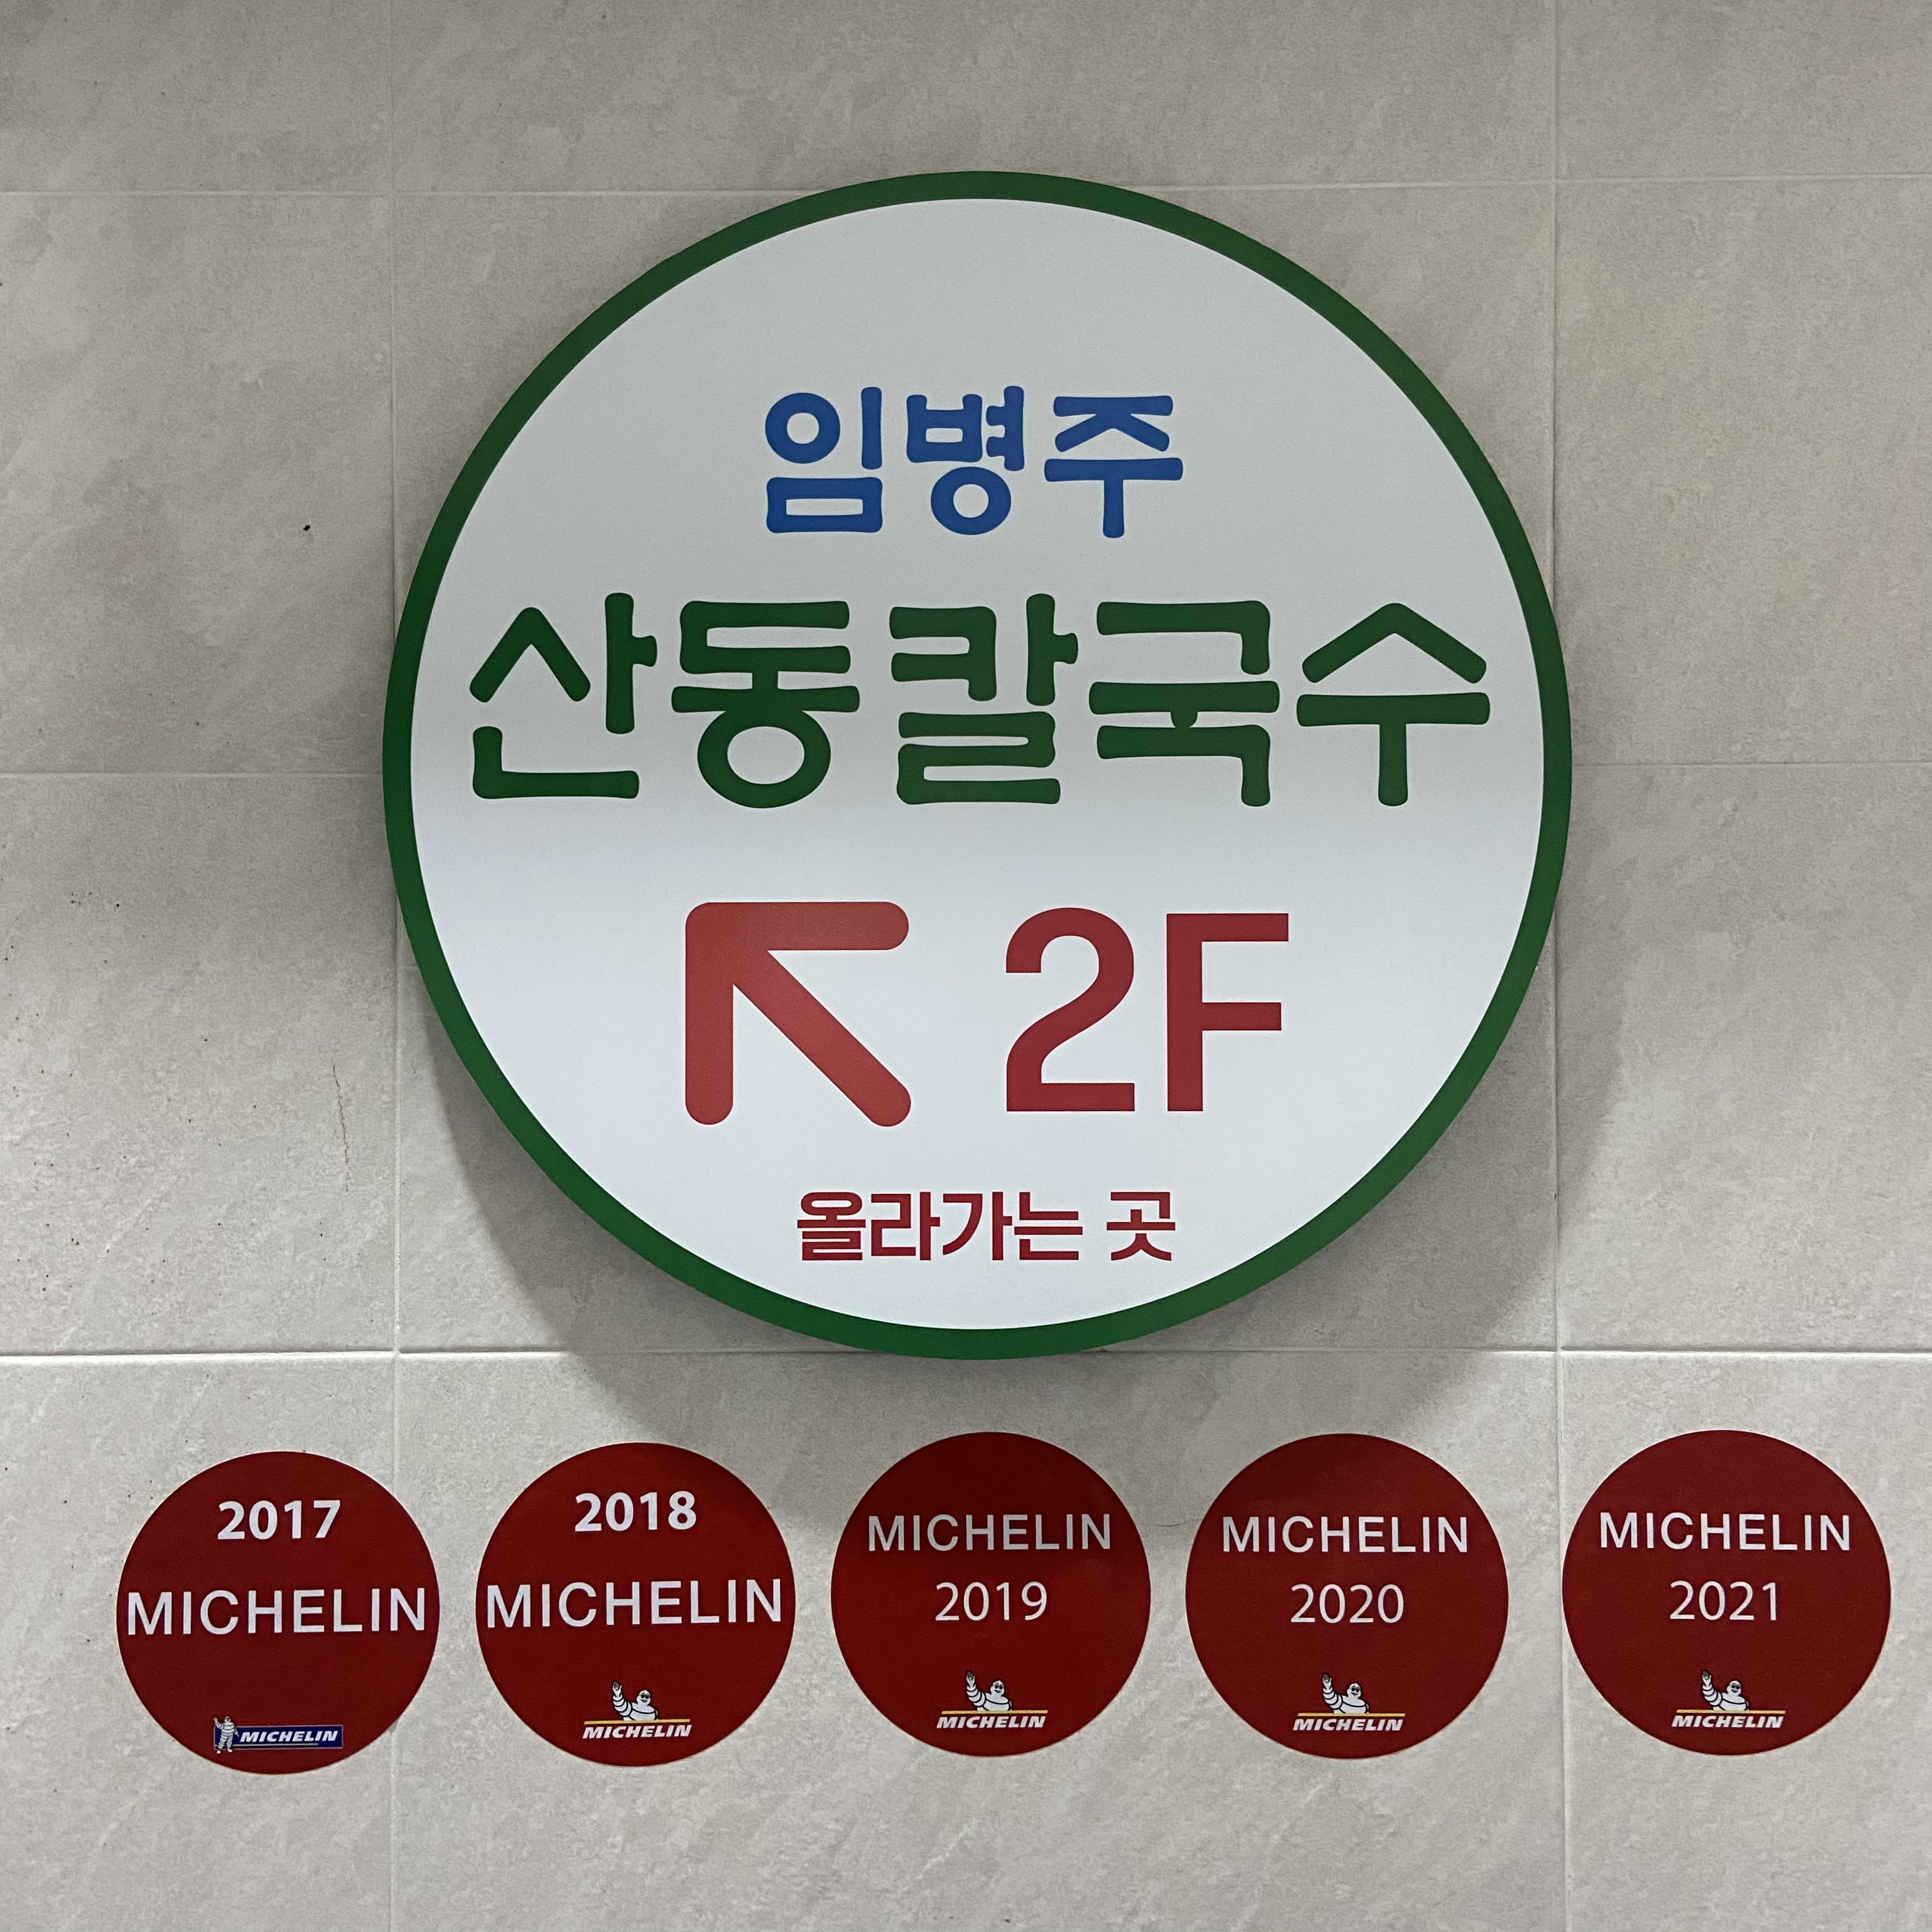 임병주
산동칼국수
2F
올라가는 곳
2017
MICHELIN
MICHELIN
2018
MICHELIN
MICHELIN
MICHELIN
2019
MICHELIN
MICHELIN
2020
MICHELIN
MICHELIN
2021
MICHELIN